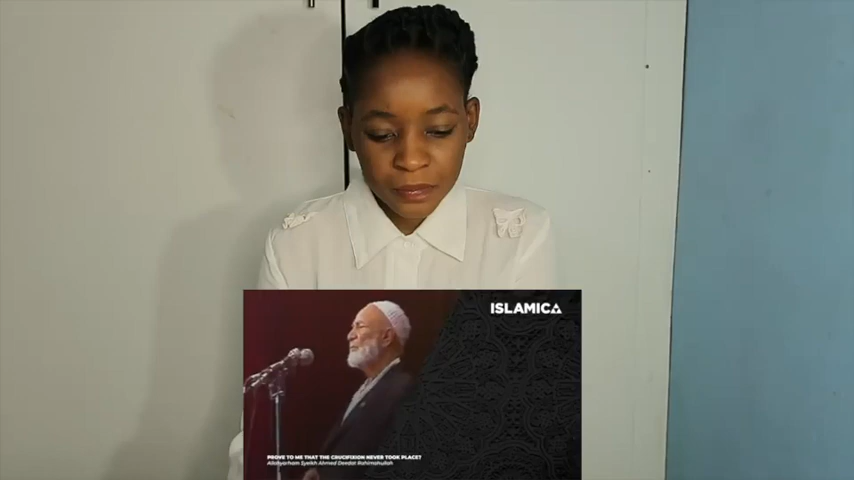 ISLAMICA
PROVE TO ME THAT THE CRUCIFIXION NEVER TOOK PLACE?
Allahyarham Syeikh Ahmed Deedat Rahimahullah